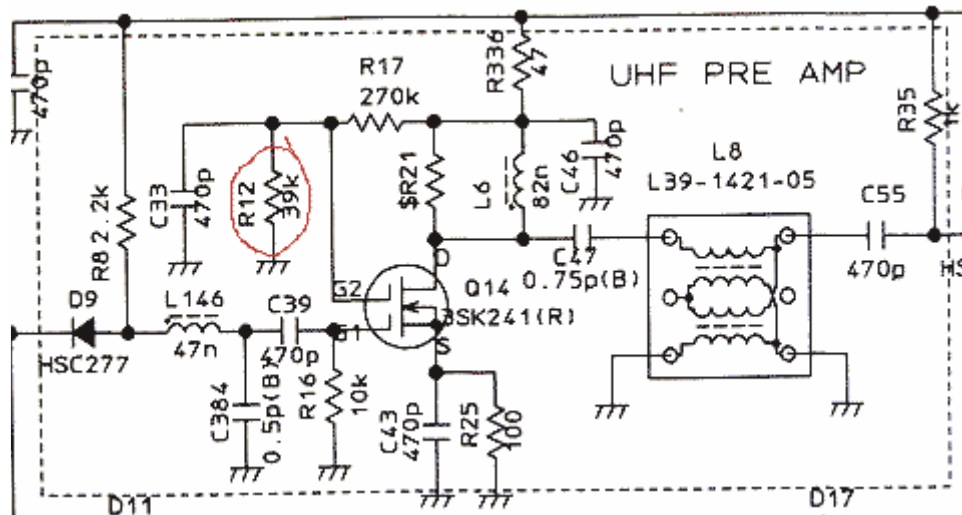 470p
R8 2.2k
C33
470p
R12
39k
R17
270k
R336
47
UHF PRE AMP
R35
1k
$R21
L6
82n
C46
470p
L8
L39-1421-05
C55
470p
D
C47
0.75p(B)
G2
Q14
3SK241(R)
G1
S
D9
HSC277
L146
47n
C39
470p
C384
0.5p(B)
R16
10k
C43
470p
R25
100
HS
D11
D17